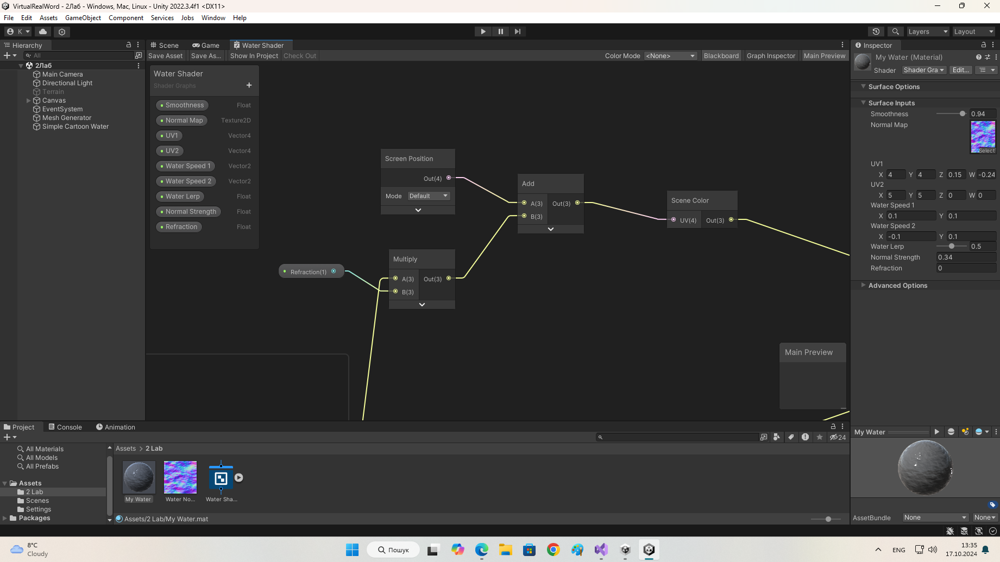 VirtualRealWord - 2Лаб - Windows, Mac, Linux - Unity 2022.3.4f1 <DX11>
File Edit Assets GameObject Component Services Jobs Window Help
K
Layers Layout
Hierarchy
All
2Лаб
Main Camera
Directional Light
Terrain
Canvas
EventSystem
Mesh Generator
Simple Cartoon Water
Scene Game Water Shader
Save Asset Save As... Show In Project Check Out Color Mode <None> Blackboard Graph Inspector Main Preview
Water Shader
Shader Graphs
Smoothness Float
Normal Map Texture2D
UV1 Vector4
UV2 Vector4
Water Speed 1 Vector2
Water Speed 2 Vector2
Water Lerp Float
Normal Strength Float
Refraction Float
Screen Position
Out(4)
Mode Default
Add
A(3) Out(3)
B(3)
Scene Color
UV(4) Out(3)
Refraction(1)
Multiply
A(3) Out(3)
B(3)
Main Preview
Inspector
My Water (Material)
Shader Shader Gra Edit...
Surface Options
Surface Inputs
Smoothness 0.94
Normal Map
Select
UV1
X 4 Y 4 Z 0.15 W -0.24
UV2
X 5 Y 5 Z 0 W 0
Water Speed 1
X 0.1 Y 0.1
Water Speed 2
X -0.1 Y 0.1
Water Lerp 0.5
Normal Strength 0.34
Refraction 0
Advanced Options
Project Console Animation
24
All Materials
All Models
All Prefabs
Assets
2 Lab
Scenes
Settings
Packages
Assets > 2 Lab
My Water Water No... Water Sha...
Assets/2 Lab/My Water.mat
My Water
AssetBundle None None
8°C
Cloudy
Пошук
ENG
13:35
17.10.2024